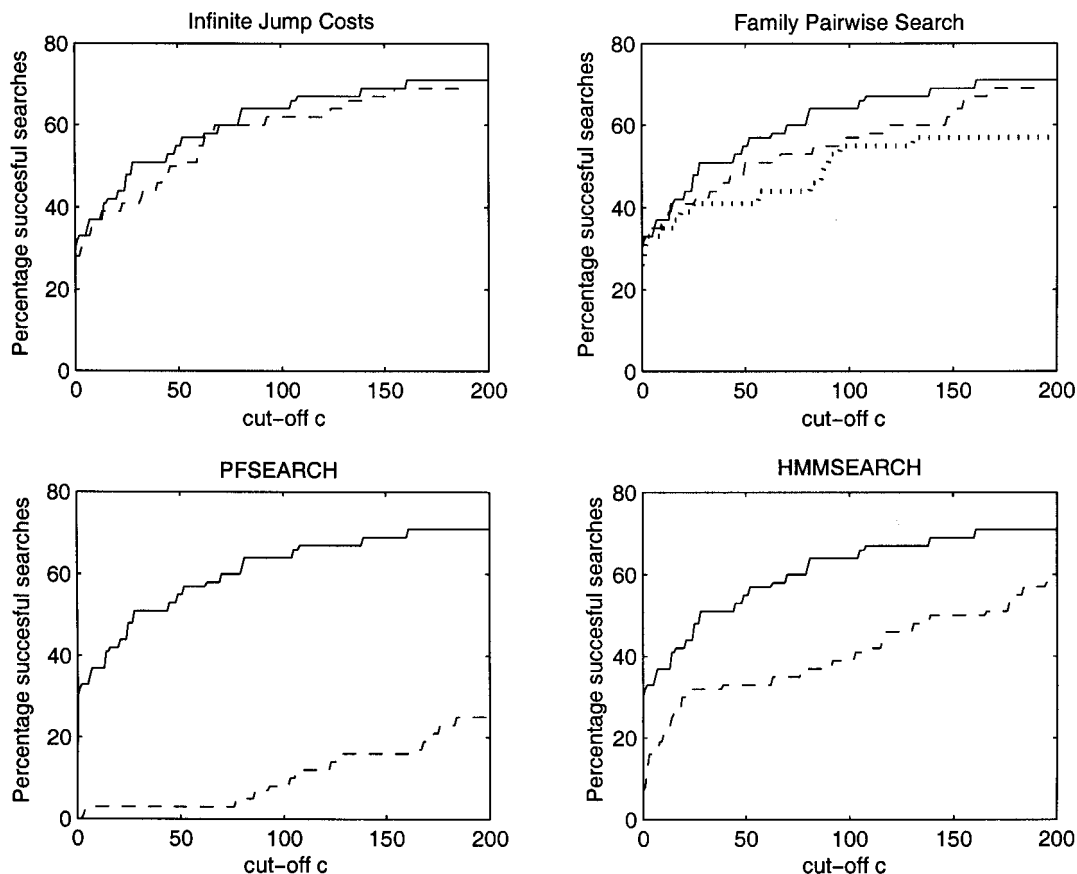 Infinite Jump Costs
Percentage succesful searches
80
60
40
20
0
0 50 100 150 200
cut-off c
Family Pairwise Search
Percentage succesful searches
80
60
40
20
0
0 50 100 150 200
cut-off c
PFSEARCH
Percentage succesful searches
80
60
40
20
0
0 50 100 150 200
cut-off c
HMMSEARCH
Percentage succesful searches
80
60
40
20
0
0 50 100 150 200
cut-off c